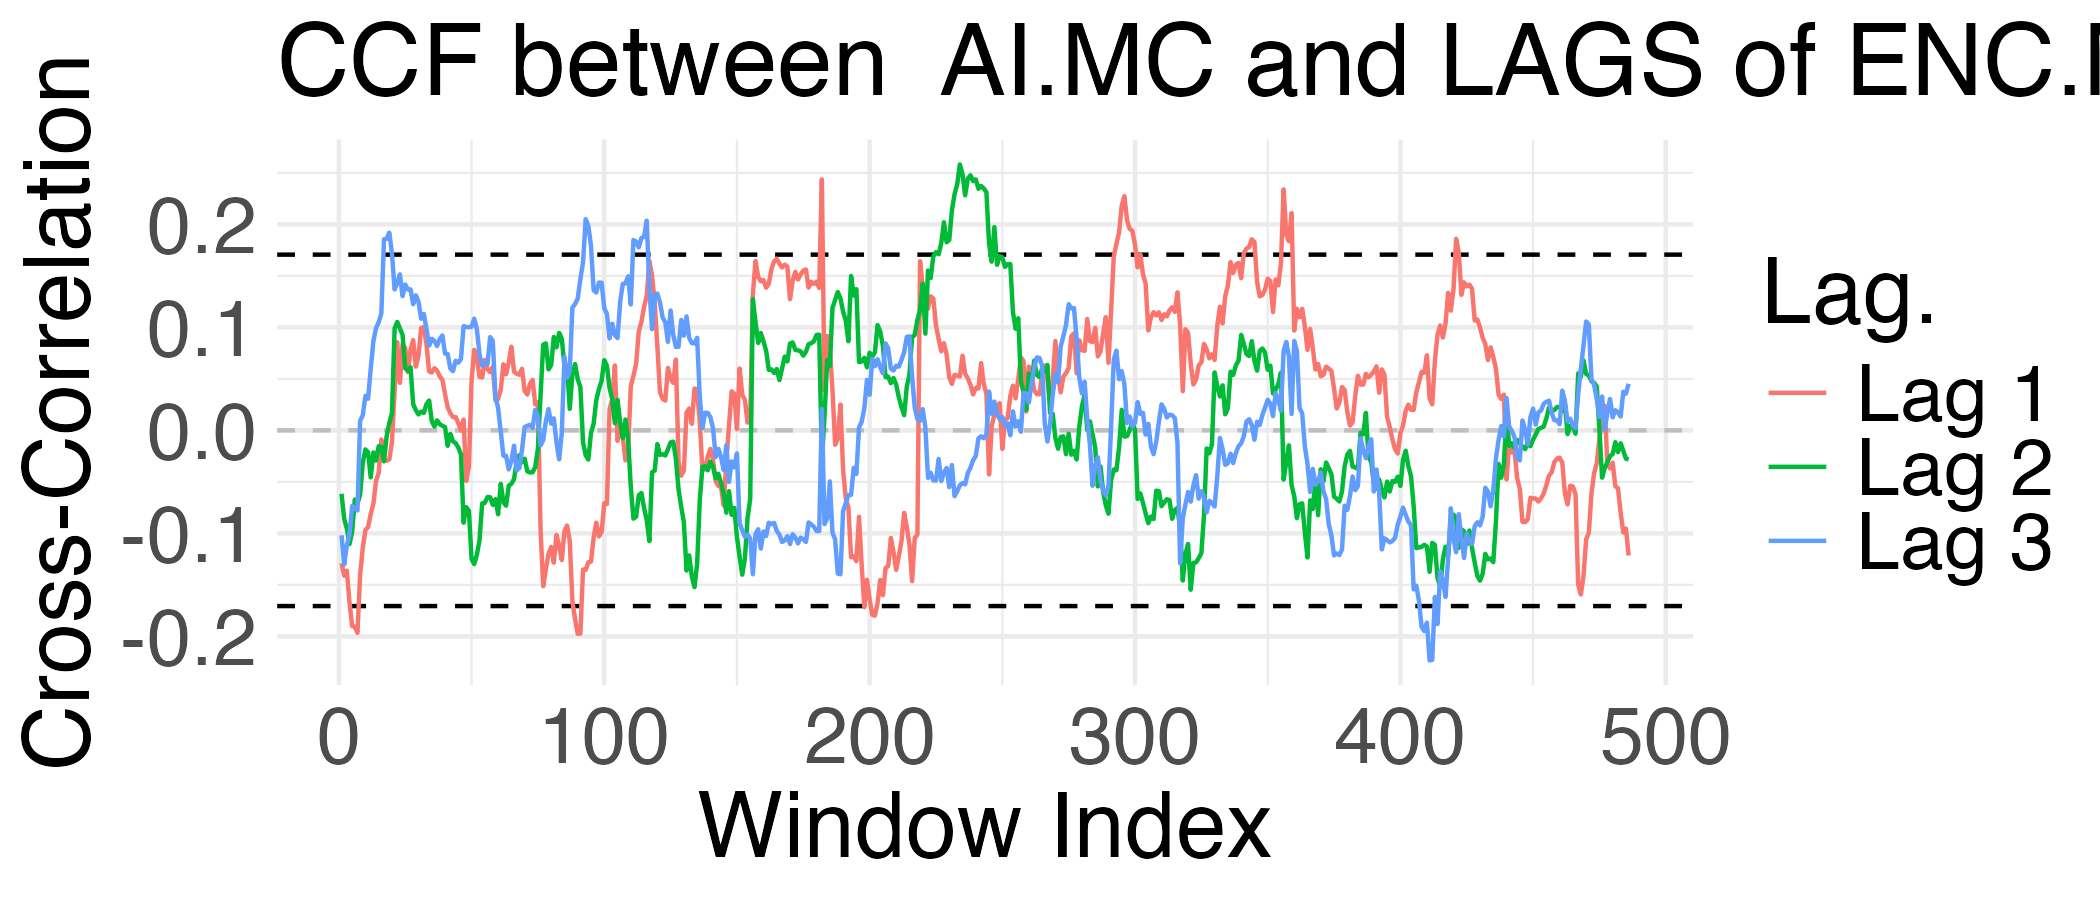 CCF between  AI.MC and LAGS of ENC.
Cross-Correlation
0.2
0.1
0.0
-0.1
-0.2
0 100 200 300 400 500
Window Index
Lag.
Lag 1
Lag 2
Lag 3